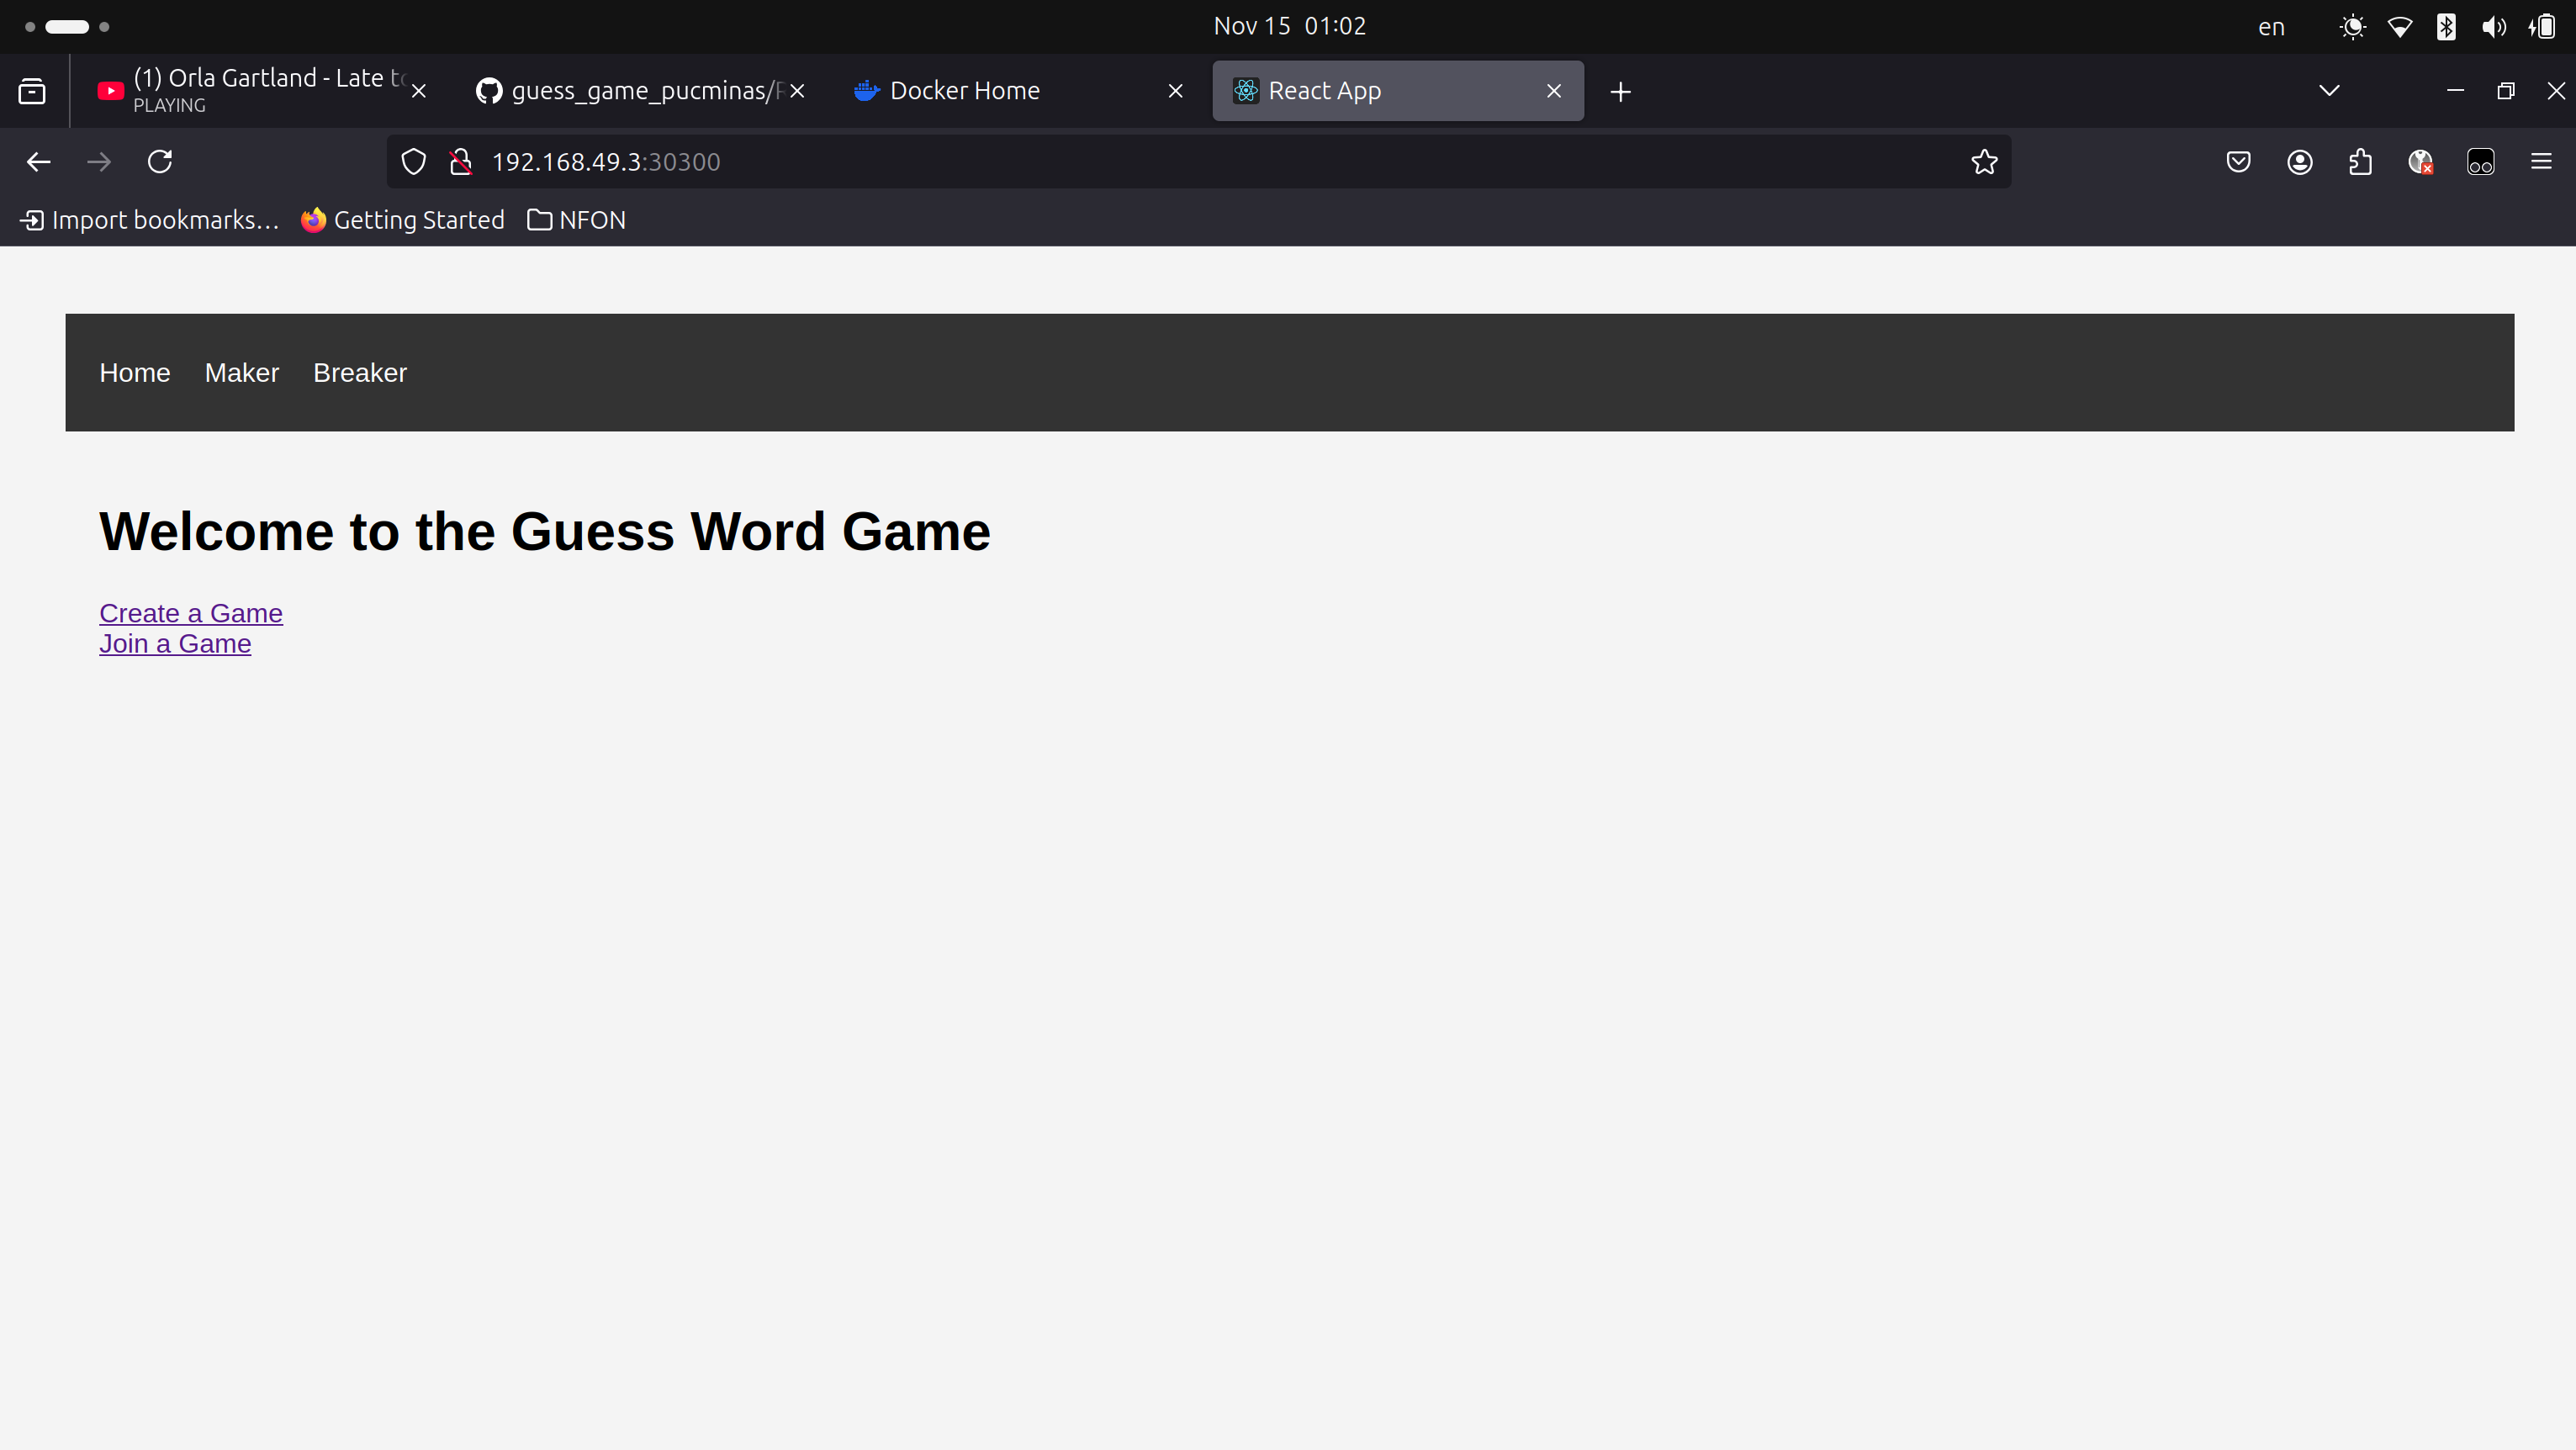 Nov 15 01:02
en
(1) Orla Gartland - Late to
PLAYING
guess_game_pucminas/
Docker Home
React App
192.168.49.3:30300
Import bookmarks...
Getting Started
NFON
Home
Maker
Breaker
Welcome to the Guess Word Game
Create a Game
Join a Game